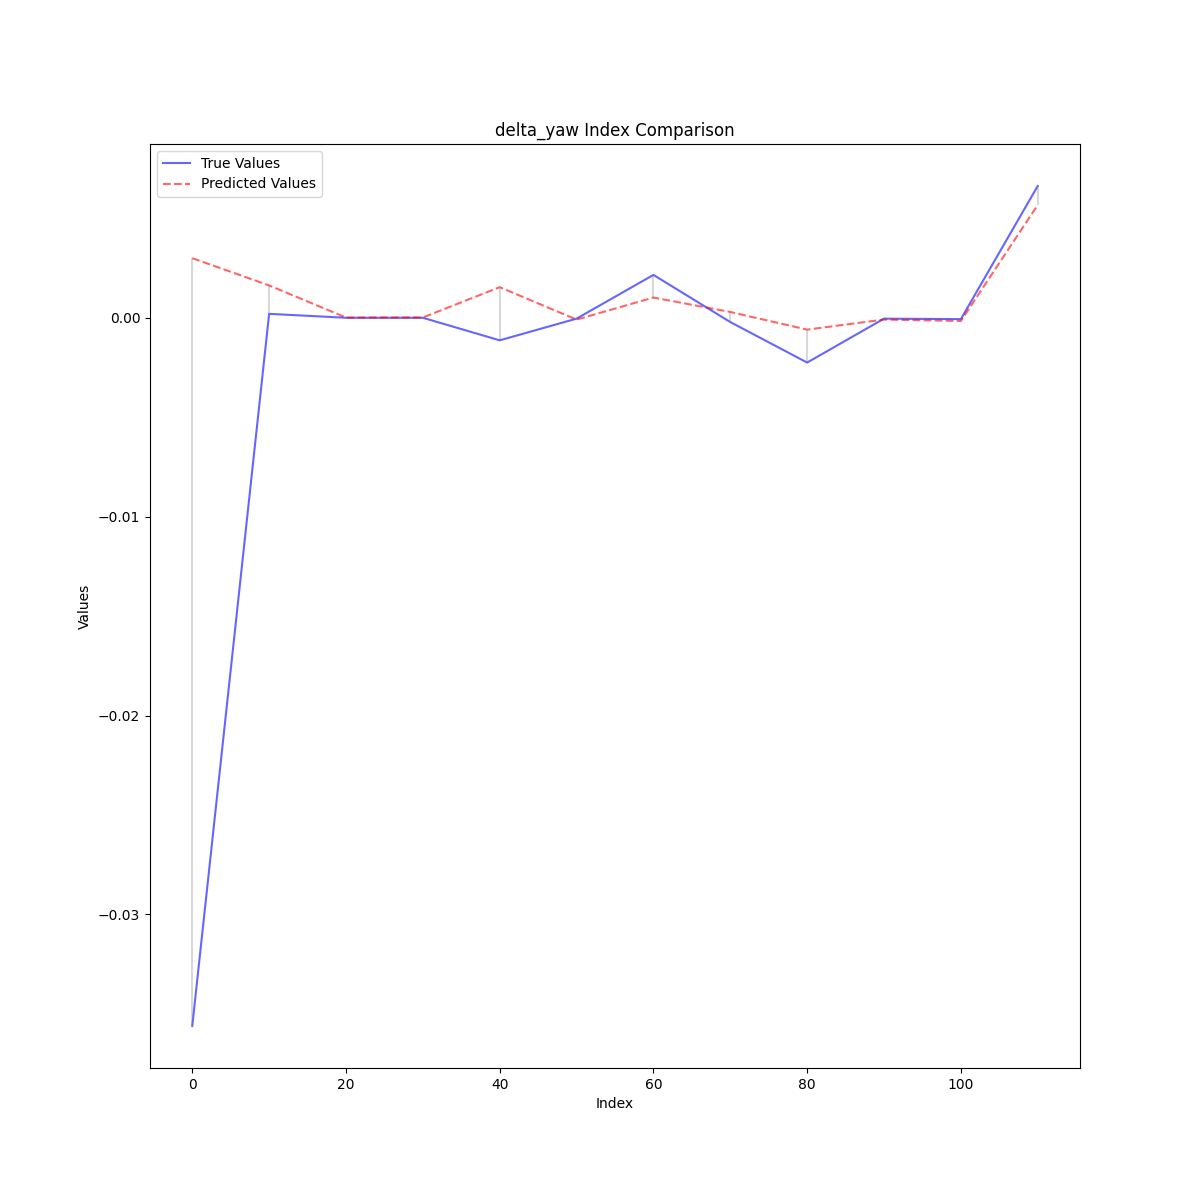 delta_yaw Index Comparison
True Values
Predicted Values
0.00
−0.01
−0.02
−0.03
Values
0
20
40
60
80
100
Index